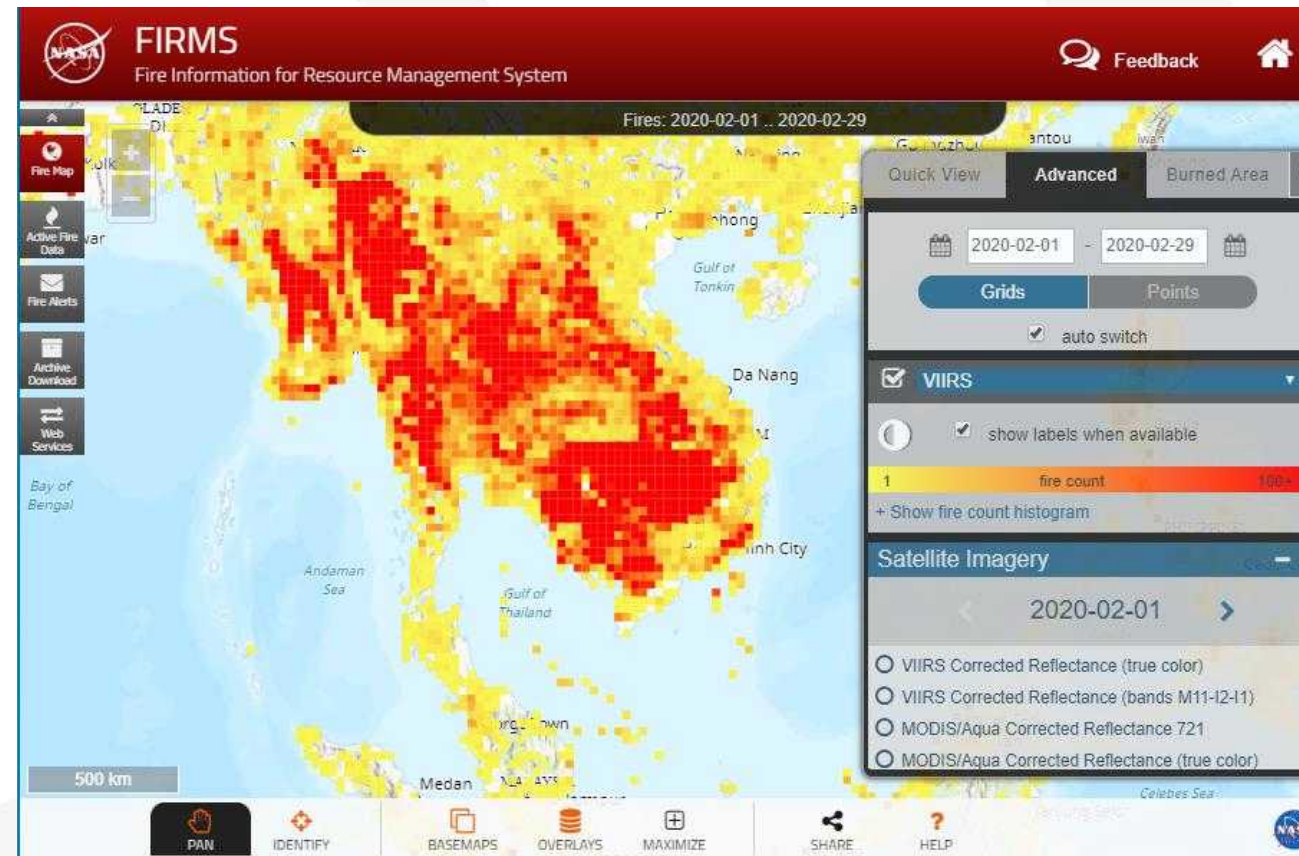 NASA
FIRMS
Fire Information for Resource Management System
Feedback
Fires: 2020-02-01 .. 2020-02-29
Fire Map
Active Fire
Data
Fire Alerts
Archive
Download
Web
Services
+
−
Gulf of
Tonkin
Da Nang
Bay of
Bengal
Andaman
Sea
Gulf of
Thailand
inh City
Medan
500 km
Quick View
Advanced
Burned Area
2020-02-01 - 2020-02-29
Grids
Points
auto switch
VIIRS
show labels when available
1 fire count 100+
+ Show fire count histogram
Satellite Imagery
2020-02-01
VIIRS Corrected Reflectance (true color)
VIIRS Corrected Reflectance (bands M11-I2-I1)
MODIS/Aqua Corrected Reflectance 721
MODIS/Aqua Corrected Reflectance (true color)
Celebes Sea
PAN
IDENTIFY
BASEMAPS
OVERLAYS
MAXIMIZE
SHARE
HELP
NASA